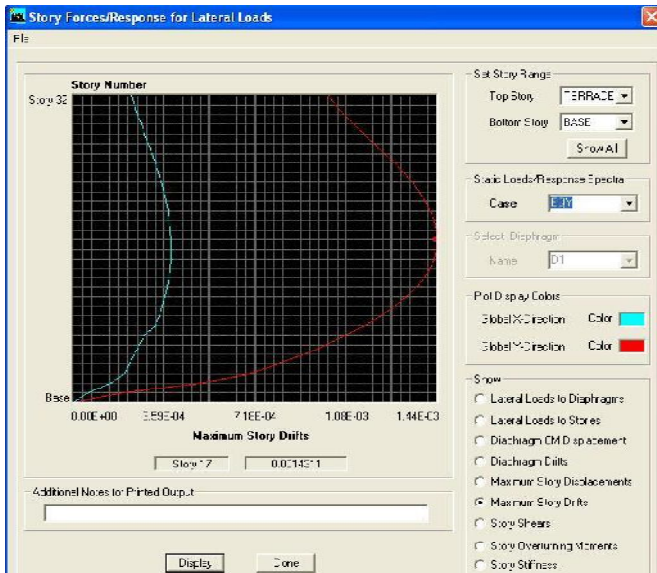 Story Forces/Response for Lateral Loads
File
Story Number
Story 32
Base
0.00E+00 3.59E-04 7.18E-04 1.08E-03 1.44E-03
Maximum Story Drifts
Story 17
Additional Notes for Printed Output
Display Done
Set Story Range
Top Story TERRACE
Bottom Story BASE
Show All
Static Loads/Response Spectra
Case
Select Diaphragm
Name D1
Plot Display Colors
Global X-Direction Color
Global Y-Direction Color
Show
Lateral Loads to Diaphragms
Lateral Loads to Stories
Diaphragm CM Displacement
Diaphragm Drifts
Maximum Story Displacements
Maximum Story Drifts
Story Shears
Story Overturning Moments
Story Stiffness